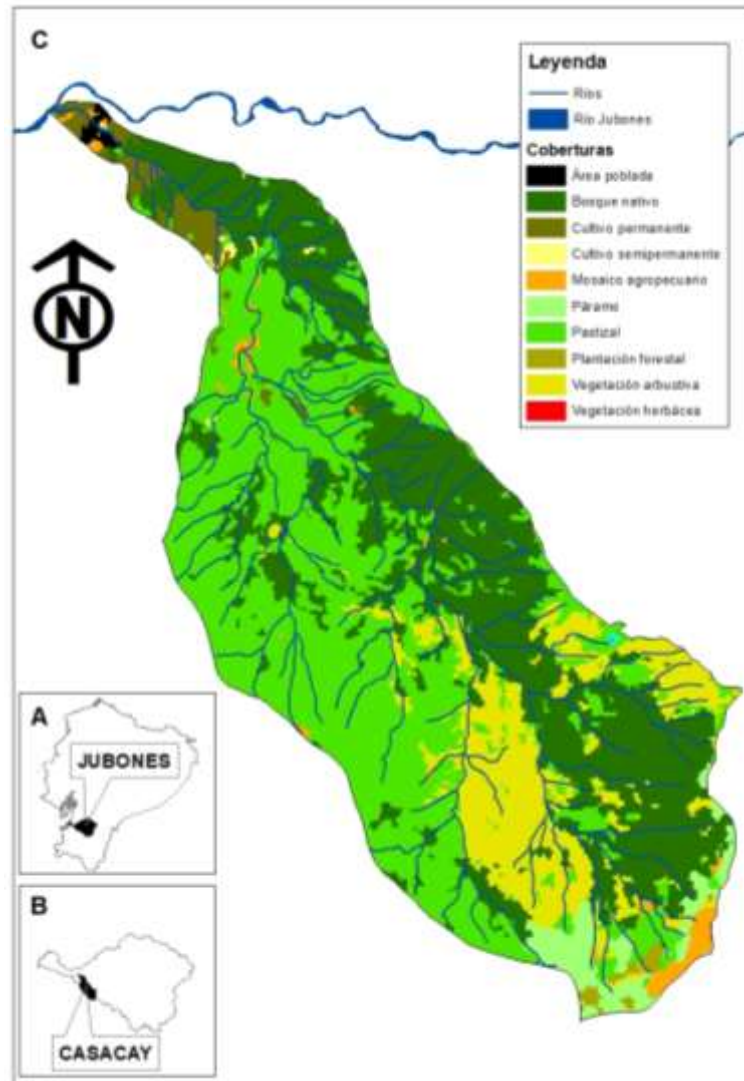 C
Leyenda
Ríos
Río Jubones
Coberturas
Área poblada
Bosque nativo
Cultivo permanente
Cultivo semipermanente
Mosaico agropecuario
Páramo
Pastizal
Plantación forestal
Vegetación arbustiva
Vegetación herbácea
N
A
JUBONES
B
CASACAY